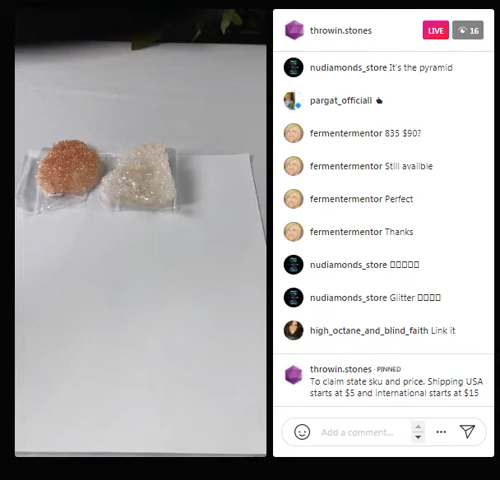 throwin.stones LIVE 16
nudiamonds_store It's the pyramid
pargat_officiall
fermentermentor 835 $90?
fermentermentor Still availble
fermentermentor Perfect
fermentermentor Thanks
nudiamonds_store □□□□□
nudiamonds_store Glitter □□□□
high_octane_and_blind_faith Link it
throwin.stones · PINNED
To claim state sku and price. Shipping USA
starts at $5 and international starts at $15
Add a comment...